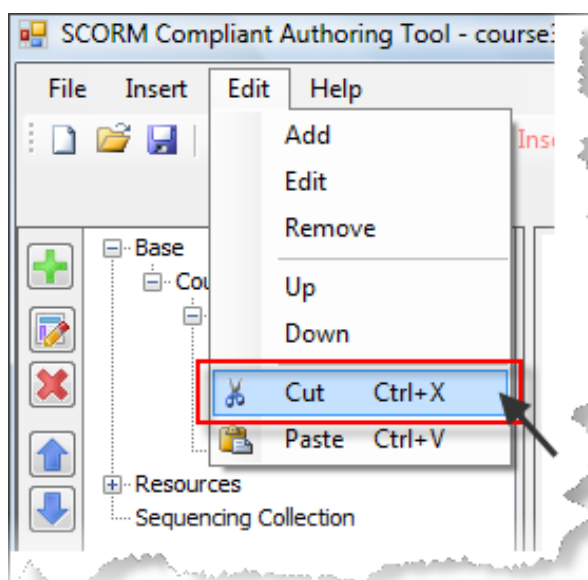 SCORM Compliant Authoring Tool - course
File Insert Edit Help
Add
Edit
Remove
Up
Down
Cut Ctrl+X
Paste Ctrl+V
Base
Resources
Sequencing Collection